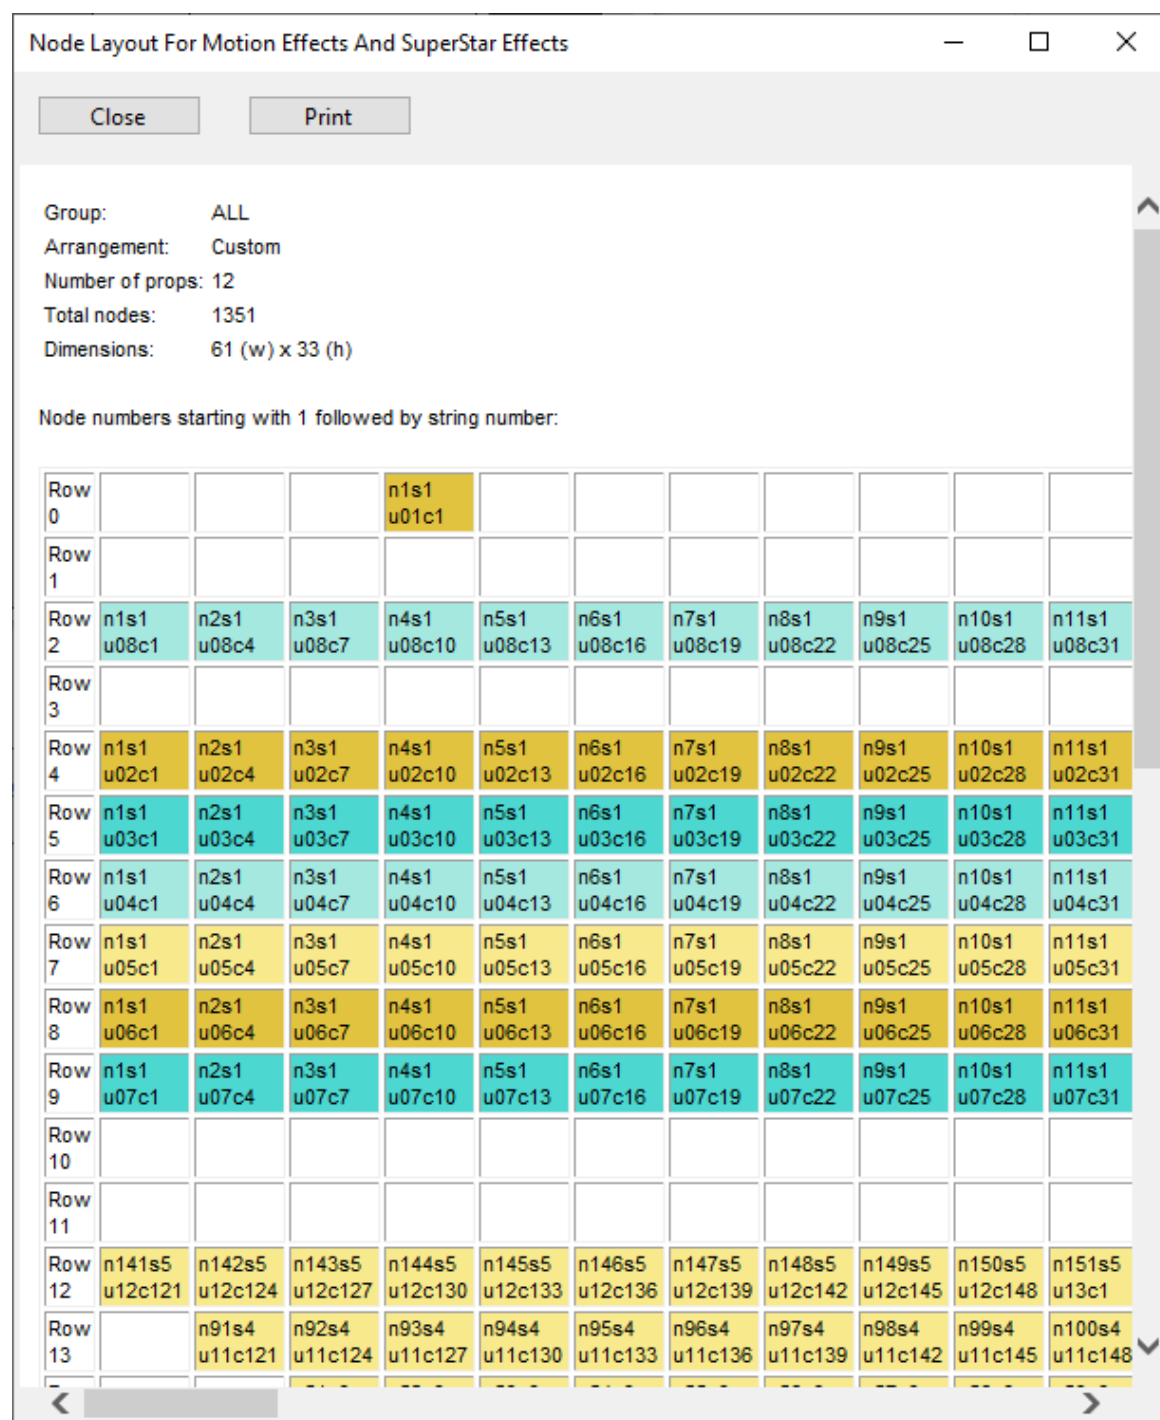 Node Layout For Motion Effects And SuperStar Effects
Close Print
Group: ALL
Arrangement: Custom
Number of props: 12
Total nodes: 1351
Dimensions: 61 (w) x 33 (h)
Node numbers starting with 1 followed by string number:
Row n1s1
0 u01c1
Row
1
Row n1s1 n2s1 n3s1 n4s1 n5s1 n6s1 n7s1 n8s1 n9s1 n10s1 n11s1
2 u08c1 u08c4 u08c7 u08c10 u08c13 u08c16 u08c19 u08c22 u08c25 u08c28 u08c31
Row
3
Row n1s1 n2s1 n3s1 n4s1 n5s1 n6s1 n7s1 n8s1 n9s1 n10s1 n11s1
4 u02c1 u02c4 u02c7 u02c10 u02c13 u02c16 u02c19 u02c22 u02c25 u02c28 u02c31
Row n1s1 n2s1 n3s1 n4s1 n5s1 n6s1 n7s1 n8s1 n9s1 n10s1 n11s1
5 u03c1 u03c4 u03c7 u03c10 u03c13 u03c16 u03c19 u03c22 u03c25 u03c28 u03c31
Row n1s1 n2s1 n3s1 n4s1 n5s1 n6s1 n7s1 n8s1 n9s1 n10s1 n11s1
6 u04c1 u04c4 u04c7 u04c10 u04c13 u04c16 u04c19 u04c22 u04c25 u04c28 u04c31
Row n1s1 n2s1 n3s1 n4s1 n5s1 n6s1 n7s1 n8s1 n9s1 n10s1 n11s1
7 u05c1 u05c4 u05c7 u05c10 u05c13 u05c16 u05c19 u05c22 u05c25 u05c28 u05c31
Row n1s1 n2s1 n3s1 n4s1 n5s1 n6s1 n7s1 n8s1 n9s1 n10s1 n11s1
8 u06c1 u06c4 u06c7 u06c10 u06c13 u06c16 u06c19 u06c22 u06c25 u06c28 u06c31
Row n1s1 n2s1 n3s1 n4s1 n5s1 n6s1 n7s1 n8s1 n9s1 n10s1 n11s1
9 u07c1 u07c4 u07c7 u07c10 u07c13 u07c16 u07c19 u07c22 u07c25 u07c28 u07c31
Row
10
Row
11
Row n141s5 n142s5 n143s5 n144s5 n145s5 n146s5 n147s5 n148s5 n149s5 n150s5 n151s5
12 u12c121 u12c124 u12c127 u12c130 u12c133 u12c136 u12c139 u12c142 u12c145 u12c148 u13c1
Row n91s4 n92s4 n93s4 n94s4 n95s4 n96s4 n97s4 n98s4 n99s4 n100s4
13 u11c121 u11c124 u11c127 u11c130 u11c133 u11c136 u11c139 u11c142 u11c145 u11c148